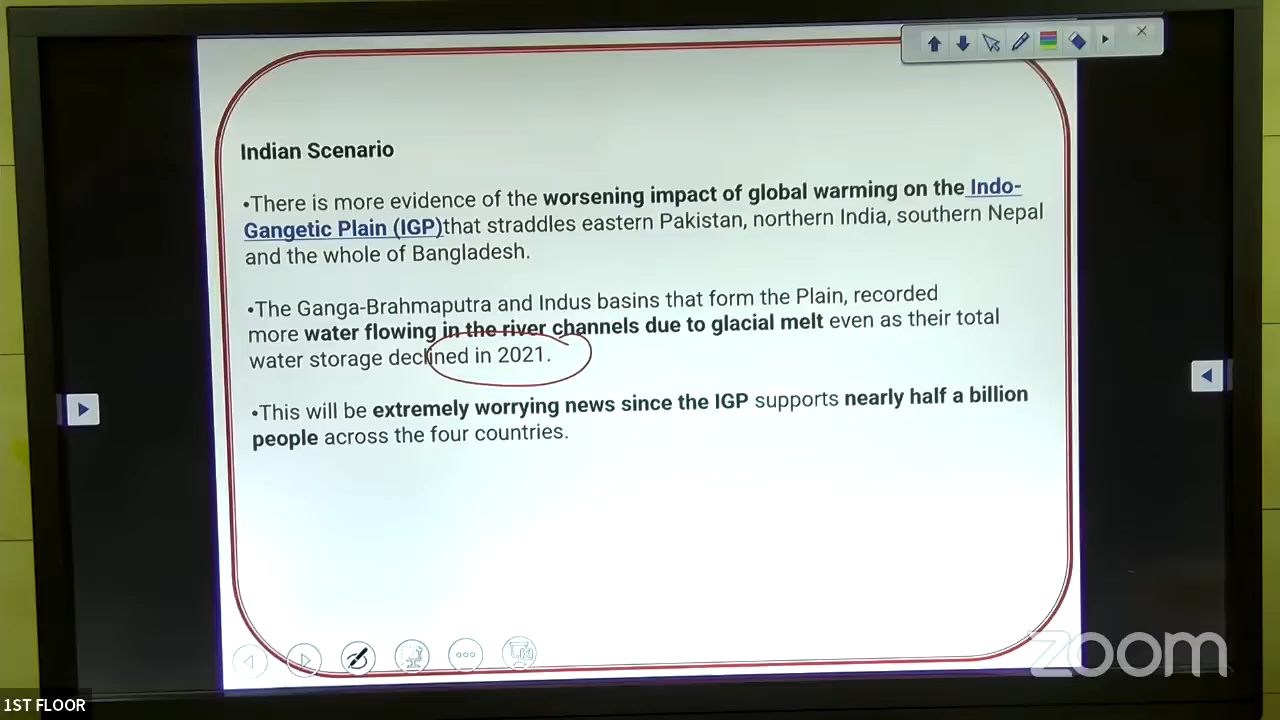 Indian Scenario
•There is more evidence of the worsening impact of global warming on the Indo-
Gangetic Plain (IGP)that straddles eastern Pakistan, northern India, southern Nepal
and the whole of Bangladesh.
•The Ganga-Brahmaputra and Indus basins that form the Plain, recorded
more water flowing in the river channels due to glacial melt even as their total
water storage declined in 2021.
•This will be extremely worrying news since the IGP supports nearly half a billion
people across the four countries.
zoom
1ST FLOOR